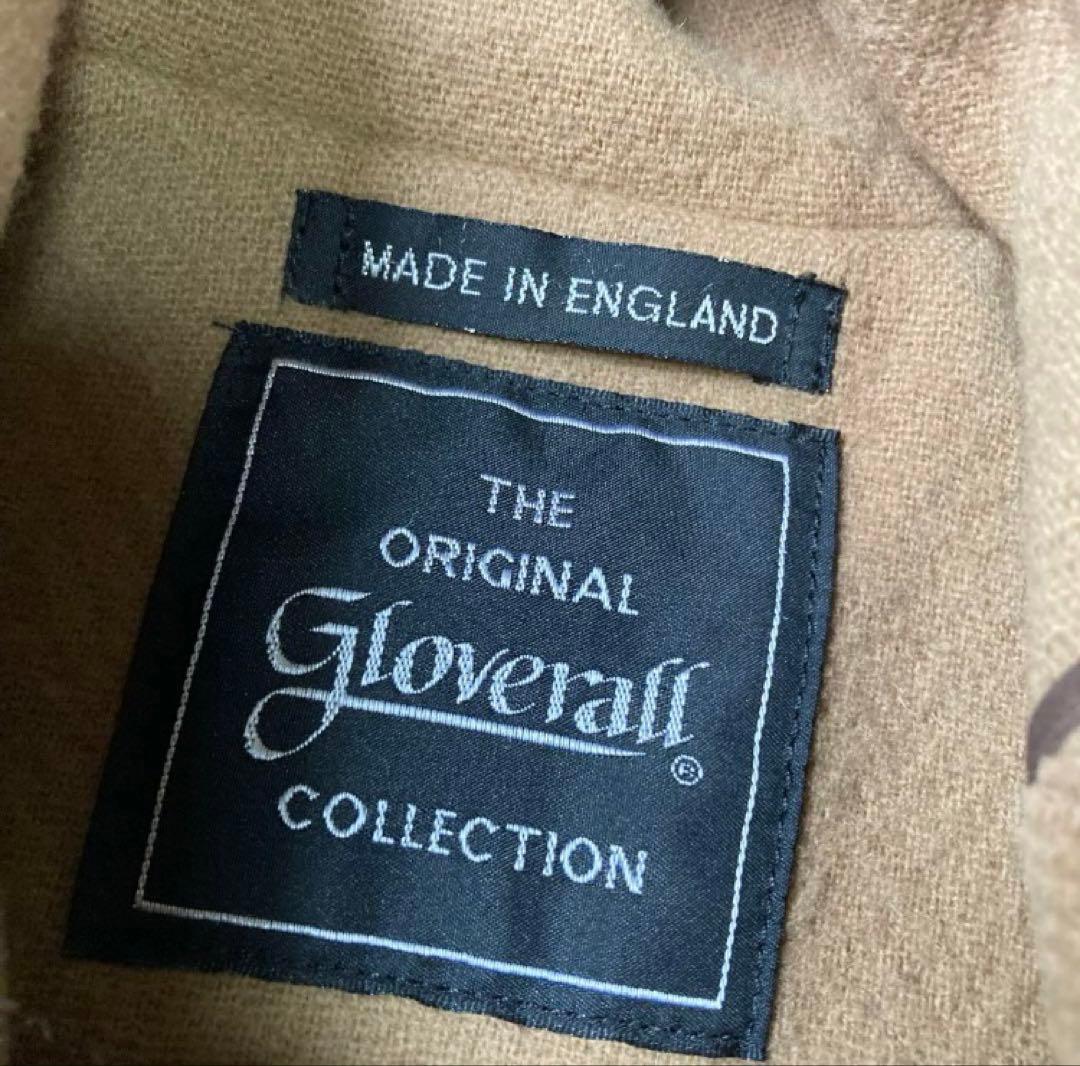 MADE IN ENGLAND
THE
ORIGINAL
Gloverall
®
COLLECTION